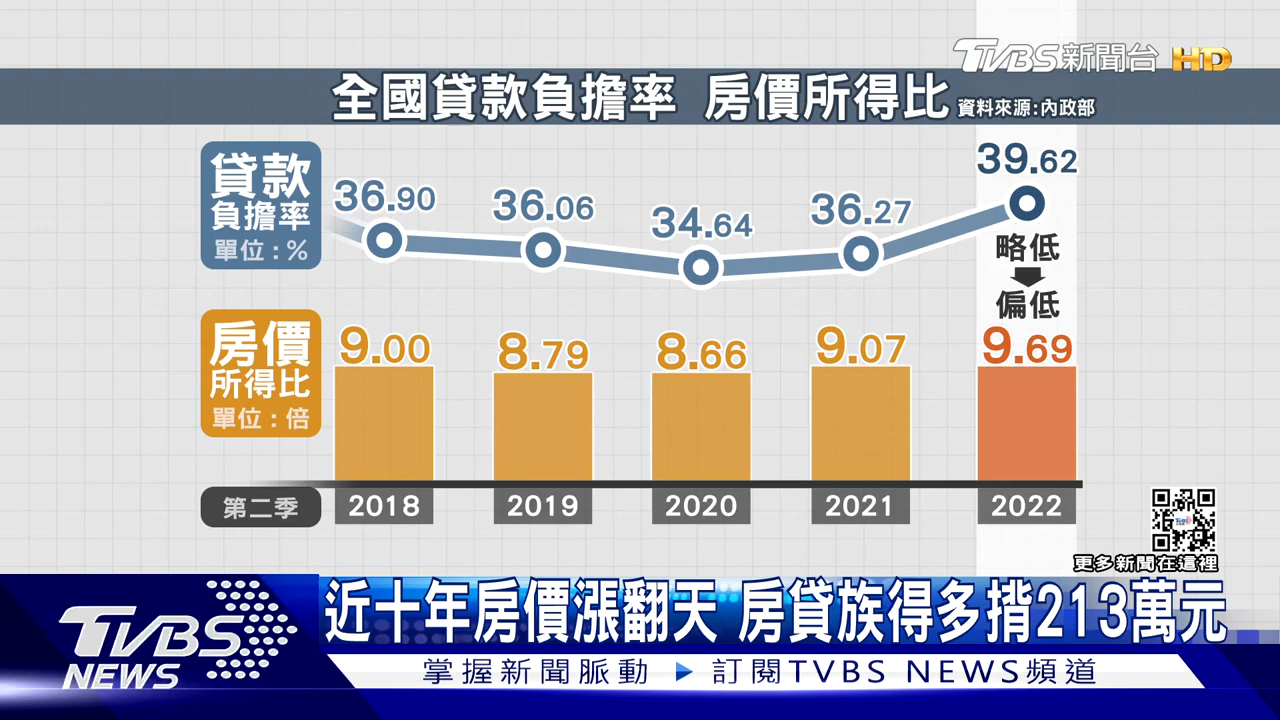 TVBS新聞台 HD
全國貸款負擔率 房價所得比 資料來源:內政部
貸款
負擔率
單位:%
36.90 36.06 34.64 36.27 39.62
略低
偏低
房價
所得比
單位:倍
9.00 8.79 8.66 9.07 9.69
第二季 2018 2019 2020 2021 2022
TVBS
更多新聞在這裡
近十年房價漲翻天 房貸族得多揹213萬元
TVBS
NEWS
掌握新聞脈動 訂閱TVBS NEWS頻道